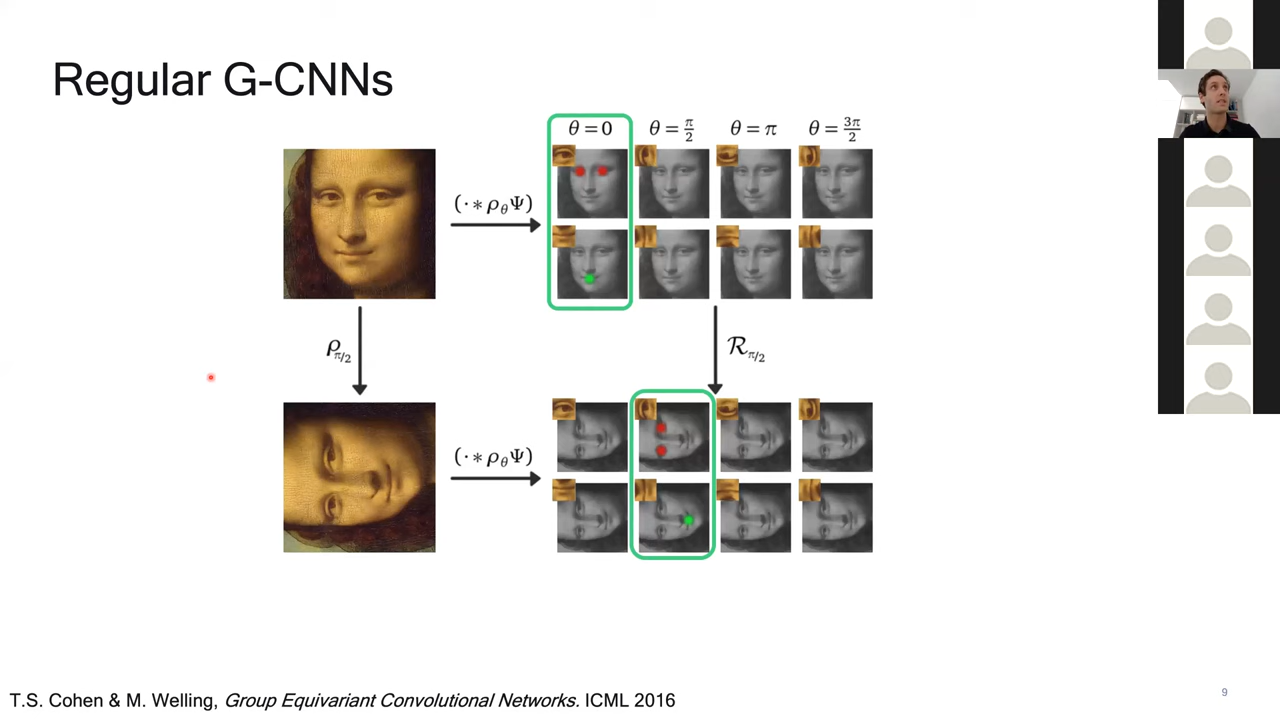 Regular G-CNNs
θ = 0 θ = π/2 θ = π θ = 3π/2
(· ∗ ρ_θ Ψ)
ρ_π/2 ℛ_π/2
(· ∗ ρ_θ Ψ)
T.S. Cohen & M. Welling, Group Equivariant Convolutional Networks. ICML 2016
9